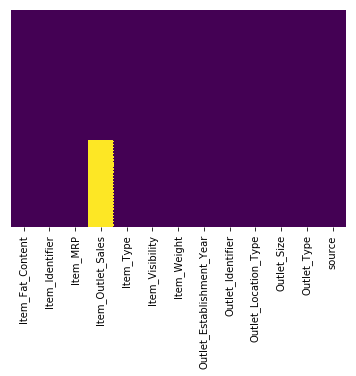 Item_Fat_Content
Item_Identifier
Item_MRP
Item_Outlet_Sales
Item_Type
Item_Visibility
Item_Weight
Outlet_Establishment_Year
Outlet_Identifier
Outlet_Location_Type
Outlet_Size
Outlet_Type
source